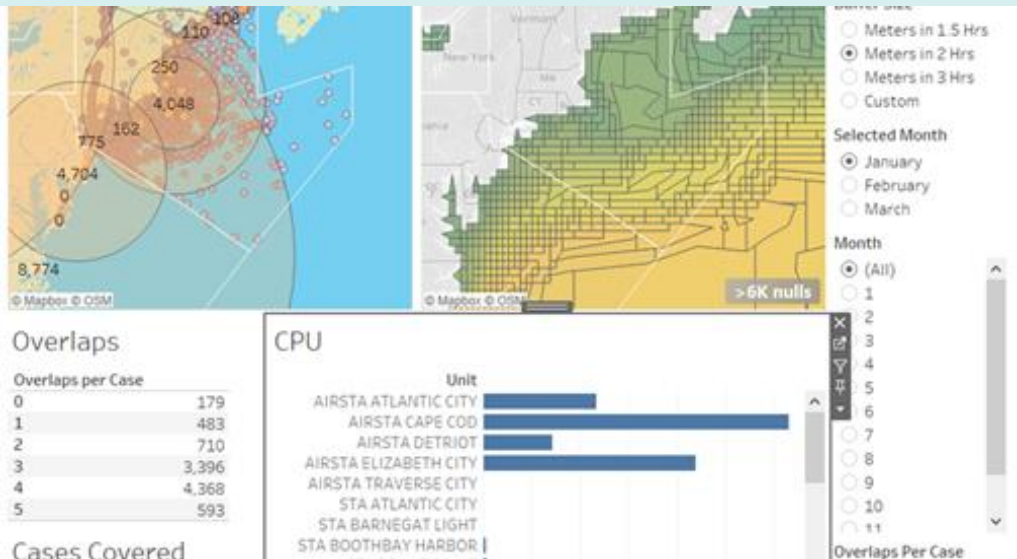 108
110
250
4,048
162
775
4,704
0
0
8,774
© Mapbox © OSM
Vermont
New York
MA
CT
>6K nulls
© Mapbox © OSM
Meters in 1.5 Hrs
Meters in 2 Hrs
Meters in 3 Hrs
Custom
Selected Month
January
February
March
Month
(All)
1
2
3
4
5
6
7
8
9
10
11
Overlaps Per Case
Overlaps
Overlaps per Case
0 179
1 483
2 710
3 3,396
4 4,368
5 593
Cases Covered
CPU
Unit
AIRSTA ATLANTIC CITY
AIRSTA CAPE COD
AIRSTA DETRIOT
AIRSTA ELIZABETH CITY
AIRSTA TRAVERSE CITY
STA ATLANTIC CITY
STA BARNEGAT LIGHT
STA BOOTHBAY HARBOR